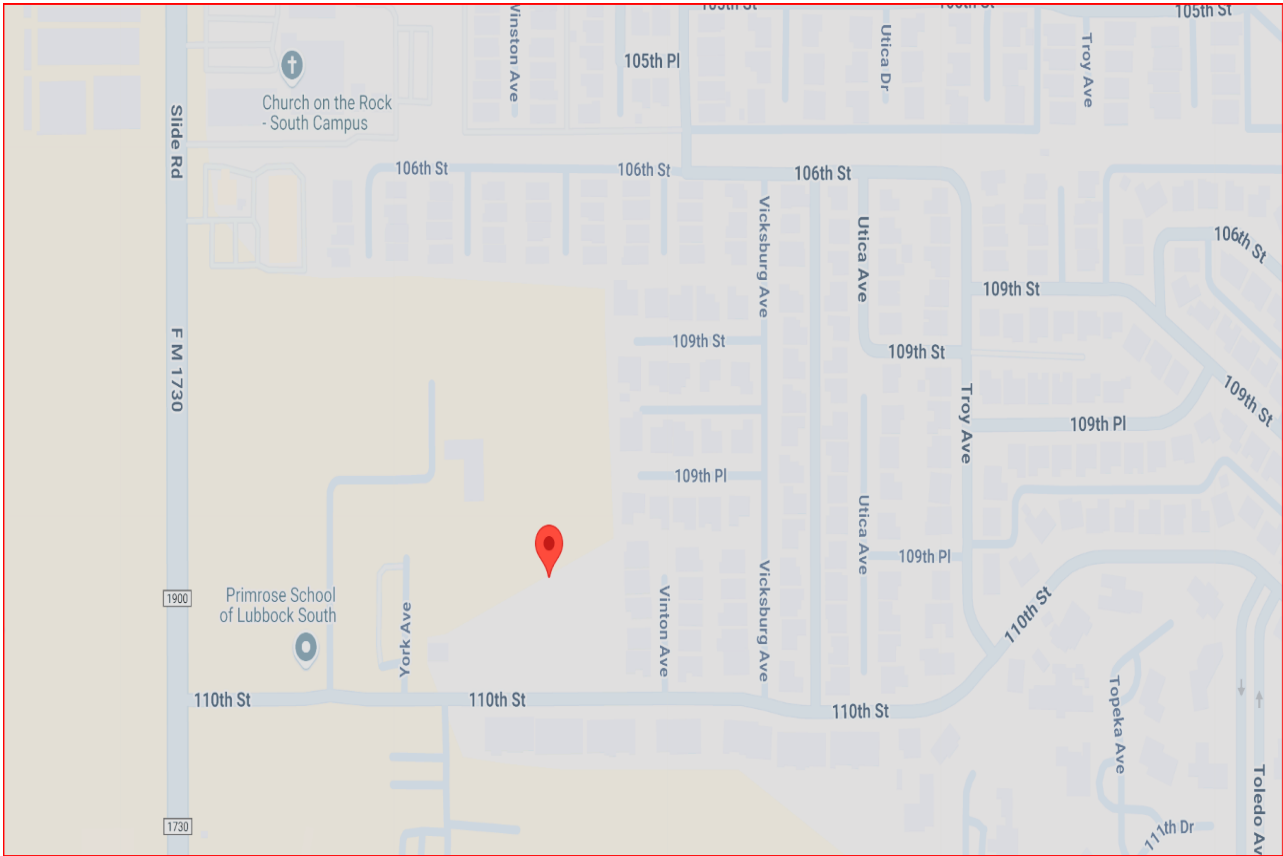 105th St
106th St
105th St
Winston Ave
105th Pl
Utica Dr
Troy Ave
Church on the Rock
- South Campus
Slide Rd
106th St
106th St
106th St
Vicksburg Ave
Utica Ave
106th St
109th St
F M 1730
109th St
109th St
109th St
Troy Ave
109th Pl
109th Pl
Utica Ave
109th Pl
1900
Primrose School
of Lubbock South
York Ave
Vinton Ave
Vicksburg Ave
110th St
110th St
110th St
110th St
Topeka Ave
Toledo Av
1730
111th Dr